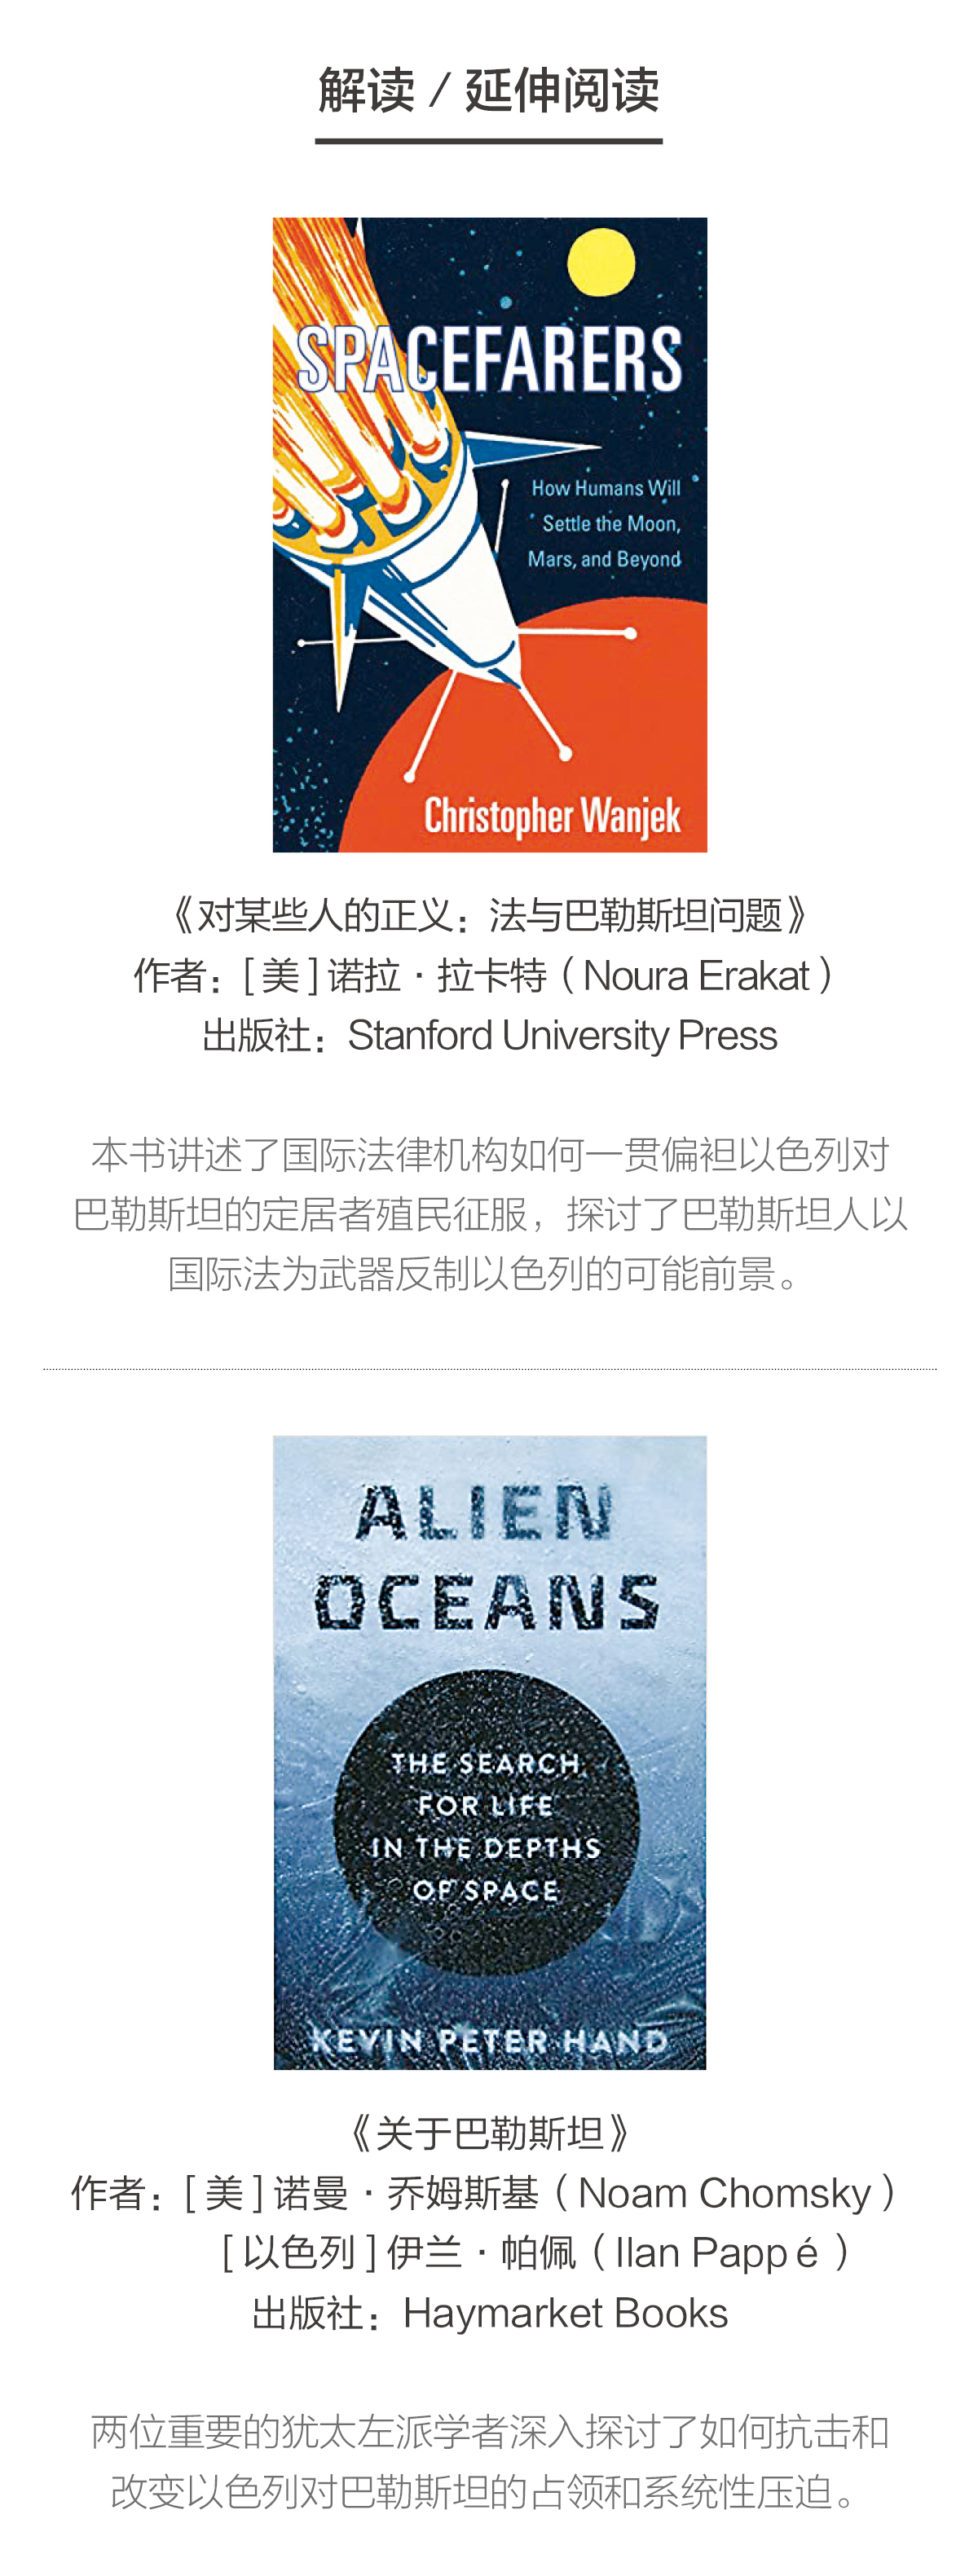 解读 / 延伸阅读
SPACEFARERS
How Humans Will
Settle the Moon,
Mars, and Beyond
Christopher Wanjek
《对某些人的正义：法与巴勒斯坦问题》
作者：[ 美 ] 诺拉 · 拉卡特（Noura Erakat）
出版社：Stanford University Press
本书讲述了国际法律机构如何一贯偏袒以色列对
巴勒斯坦的定居者殖民征服，探讨了巴勒斯坦人以
国际法为武器反制以色列的可能前景。
ALIEN
OCEANS
THE SEARCH
FOR LIFE
IN THE DEPTHS
OF SPACE
KEVIN PETER HAND
《关于巴勒斯坦》
作者：[ 美 ] 诺曼 · 乔姆斯基（Noam Chomsky）
[ 以色列 ] 伊兰 · 帕佩（Ilan Papp é ）
出版社：Haymarket Books
两位重要的犹太左派学者深入探讨了如何抗击和
改变以色列对巴勒斯坦的占领和系统性压迫。